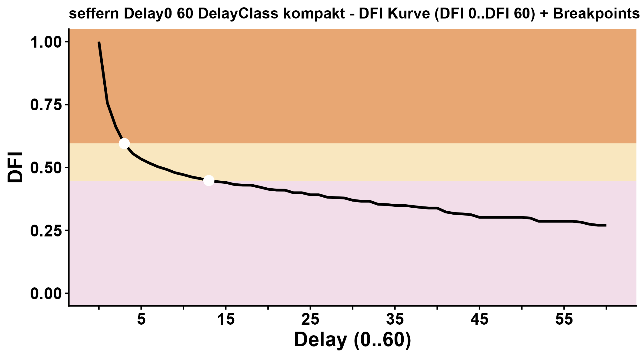 seffern Delay0 60 DelayClass kompakt - DFI Kurve (DFI 0..DFI 60) + Breakpoints
1.00
0.75
0.50
0.25
0.00
DFI
5 15 25 35 45 55
Delay (0..60)